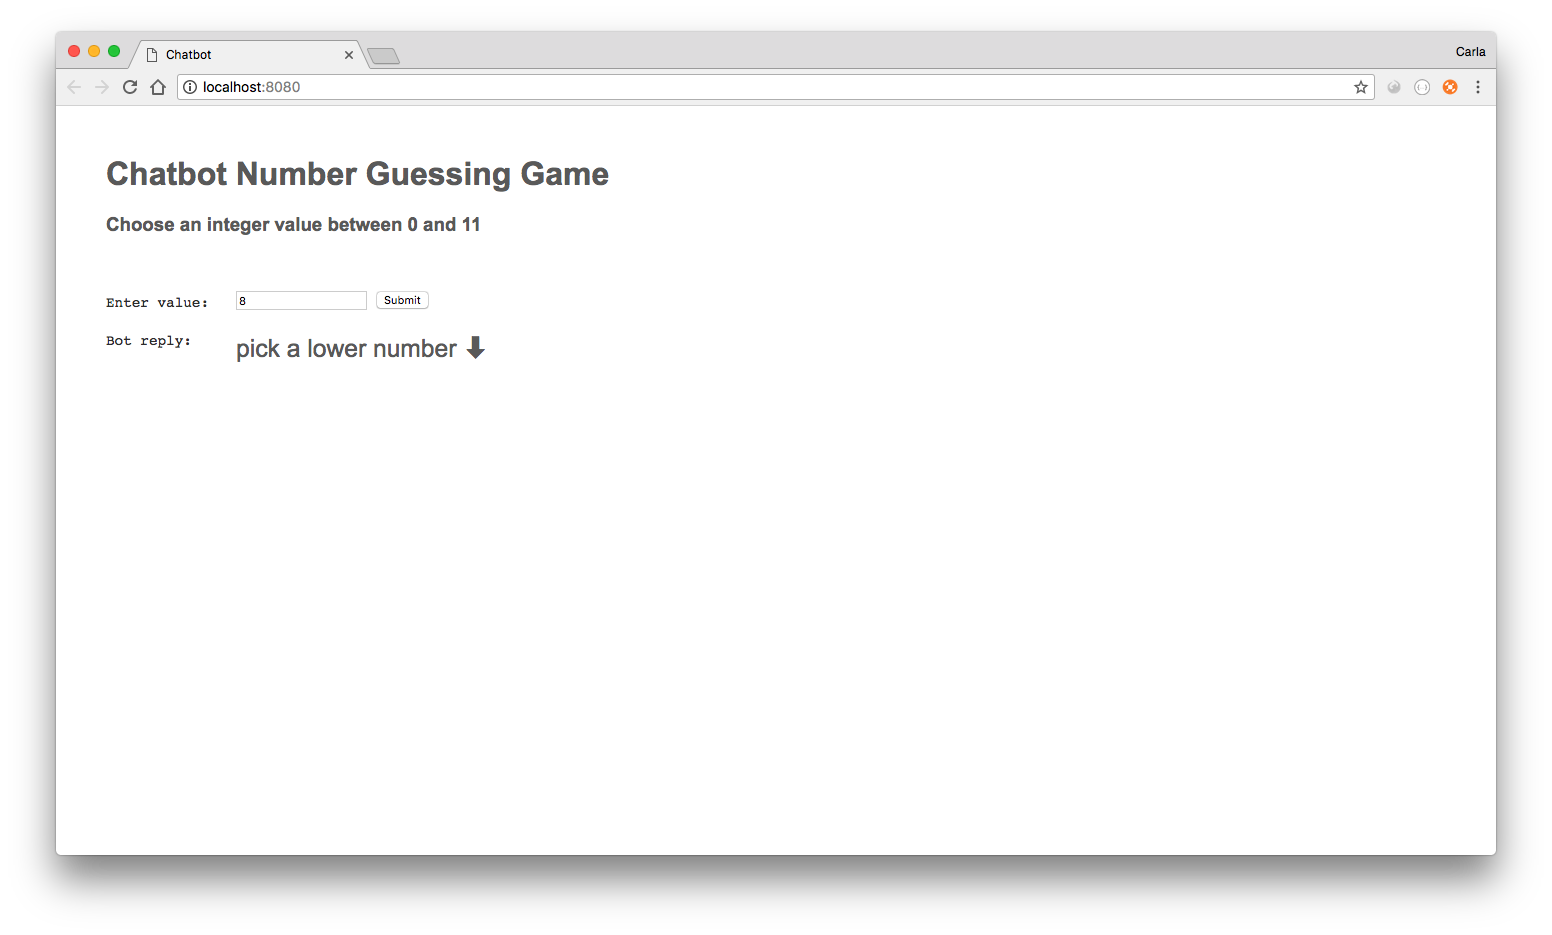 Chatbot
Carla
localhost:8080
Chatbot Number Guessing Game
Choose an integer value between 0 and 11
Enter value: 8 Submit
Bot reply: pick a lower number